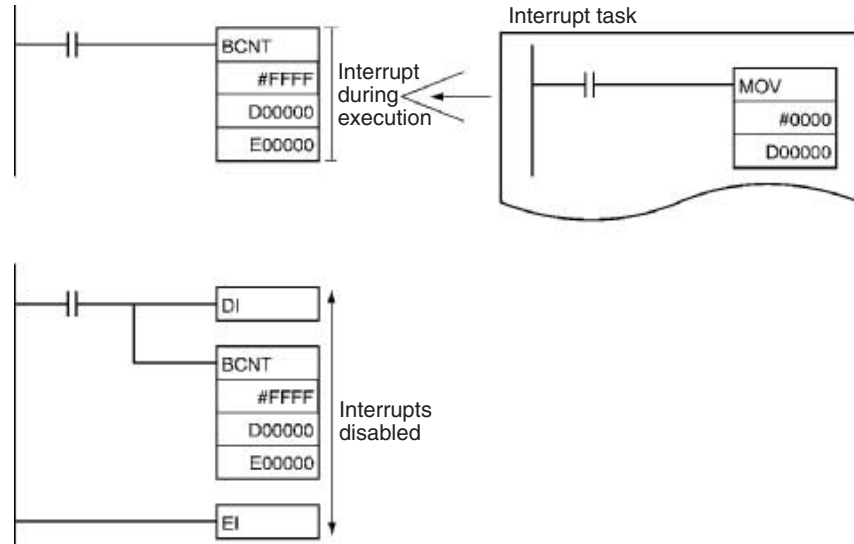 Interrupt task
BCNT
#FFFF
D00000
E00000
Interrupt
during
execution
MOV
#0000
D00000
DI
BCNT
#FFFF
D00000
E00000
Interrupts
disabled
EI